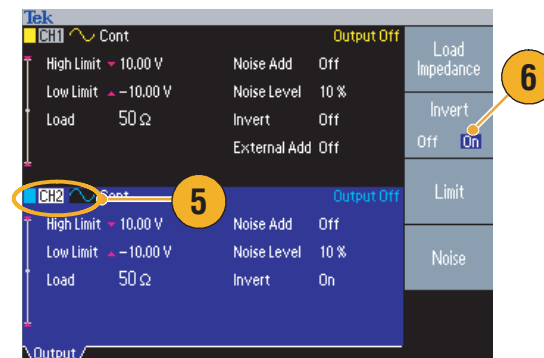 Tek
CH1 Cont Output Off
High Limit 10.00 V Noise Add Off
Low Limit –10.00 V Noise Level 10 %
Load 50 Ω Invert Off
External Add Off
CH2 Cont Output Off
High Limit 10.00 V Noise Add Off
Low Limit –10.00 V Noise Level 10 %
Load 50 Ω Invert On
Output
Load
Impedance
Invert
Off On
Limit
Noise
5
6